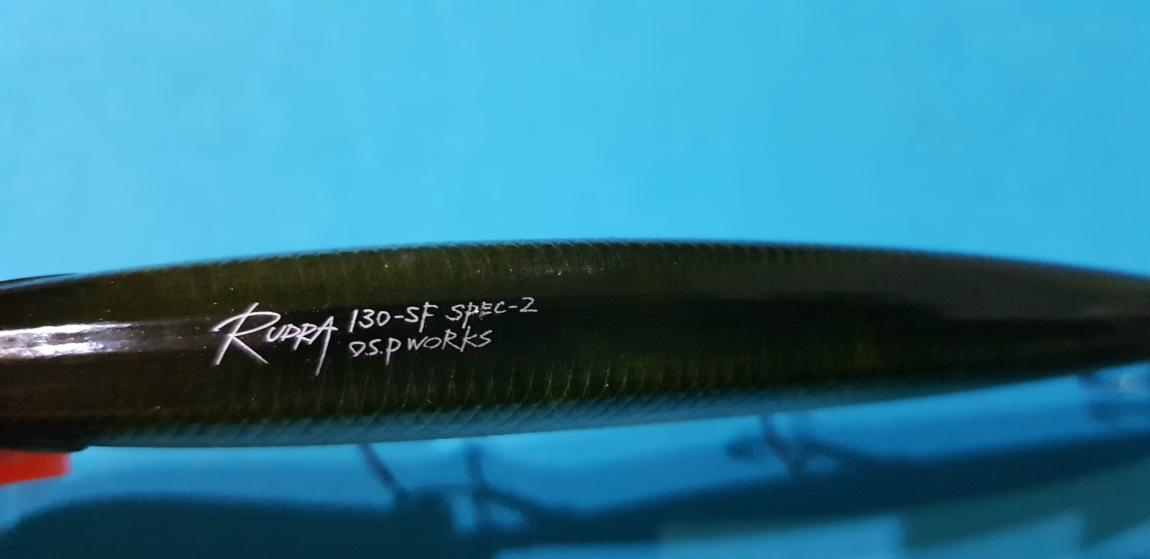 RUDRA 130-SF SPEC-2
D.S.P WORKS